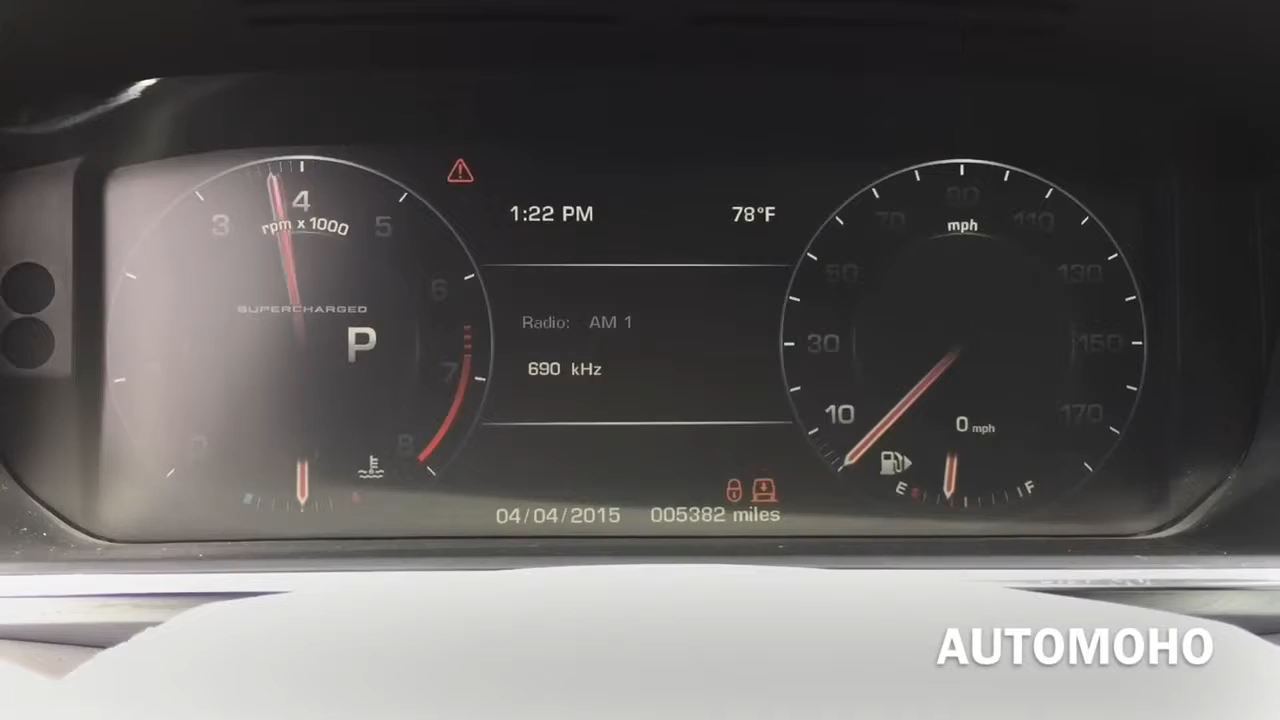 1:22 PM 78°F
3 4 5
rpm x 1000
6
7
8
SUPERCHARGED
P
Radio: AM 1
690 kHz
04/04/2015 005382 miles
70 90 110
mph
50 130
30 150
10 170
0 mph
E F
AUTOMOHO